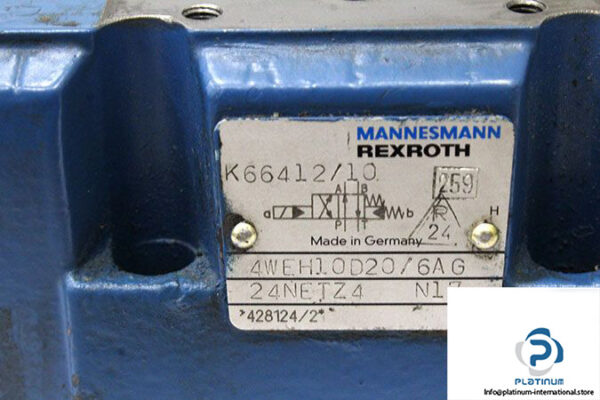 MANNESMANN
REXROTH
K66412/10
259
A B
a b
P
R
24
H
Made in Germany
4WEH10D20/6AG
24NETZ4
*428124/2*
P
PLATINUM
Info@platinum-international.store